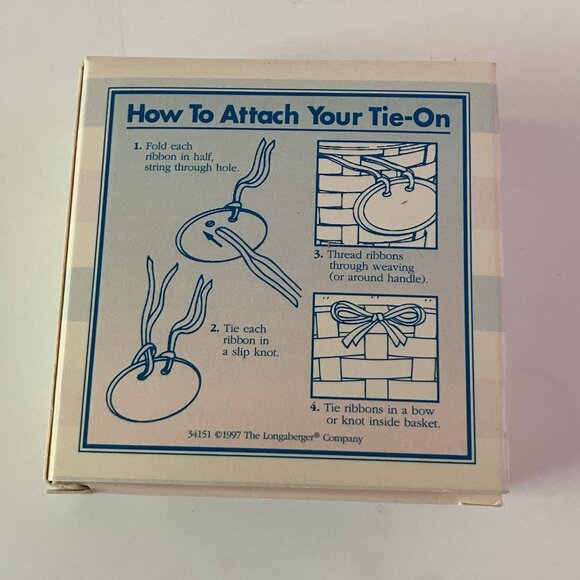 How To Attach Your Tie-On
1. Fold each
ribbon in half,
string through hole.
2. Tie each
ribbon in
a slip knot.
3. Thread ribbons
through weaving
(or around handle).
4. Tie ribbons in a bow
or knot inside basket.
34151 ©1997 The Longaberger® Company